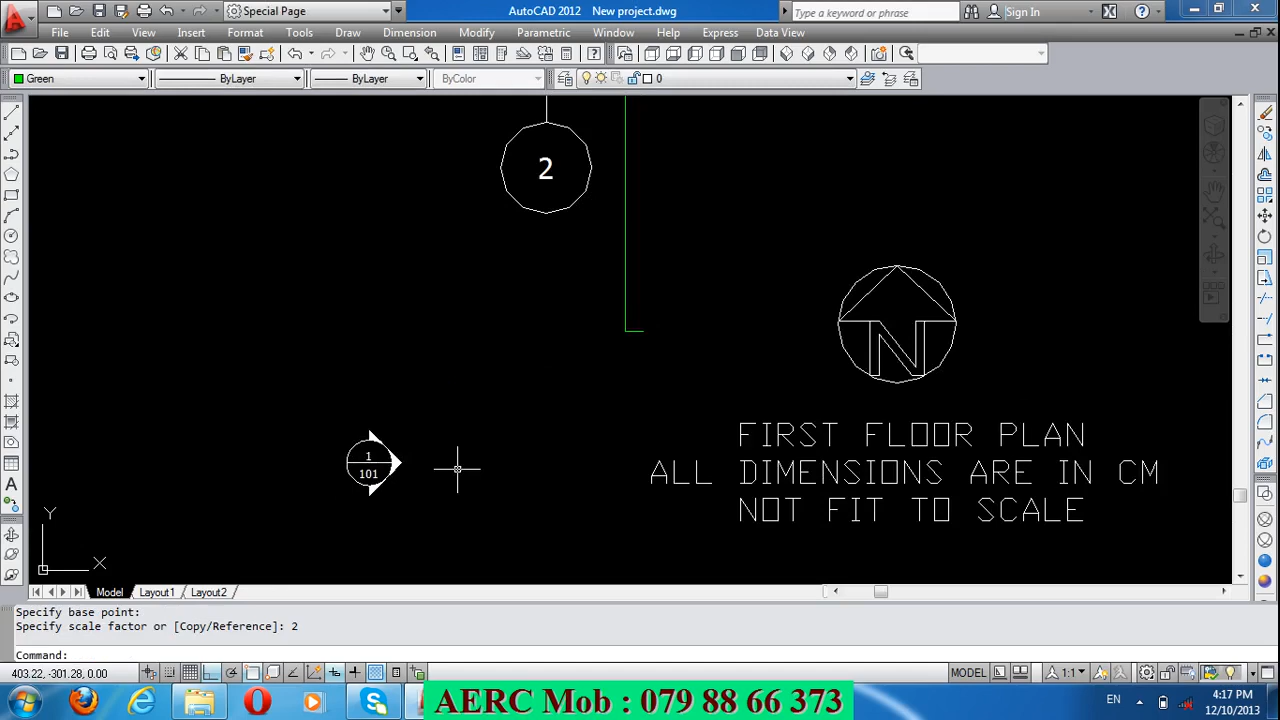 Special Page
AutoCAD 2012 New project.dwg
Type a keyword or phrase
Sign In
File Edit View Insert Format Tools Draw Dimension Modify Parametric Window Help Express Data View
Green
ByLayer
ByLayer
ByColor
0
2
N
FIRST FLOOR PLAN
ALL DIMENSIONS ARE IN CM
NOT FIT TO SCALE
1
101
Y
X
Model Layout1 Layout2
Specify base point:
Specify scale factor or [Copy/Reference]: 2
Command:
403.22, -301.28, 0.00
MODEL
1:1
AERC Mob : 079 88 66 373
EN
4:17 PM
12/10/2013